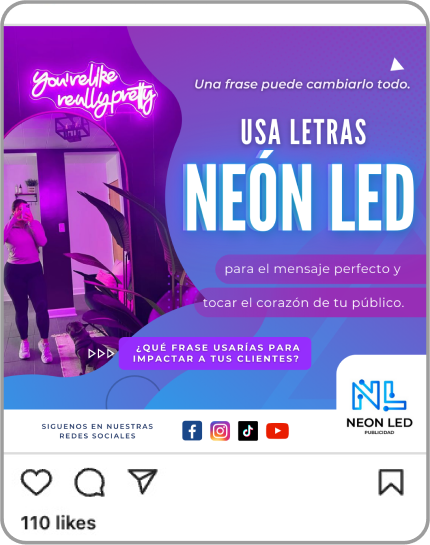 you're like
really pretty
Una frase puede cambiarlo todo.
USA LETRAS
NEÓN LED
para el mensaje perfecto y
tocar el corazón de tu público.
¿QUÉ FRASE USARÍAS PARA
IMPACTAR A TUS CLIENTES?
SIGUENOS EN NUESTRAS
REDES SOCIALES
NL
NEON LED
PUBLICIDAD
110 likes